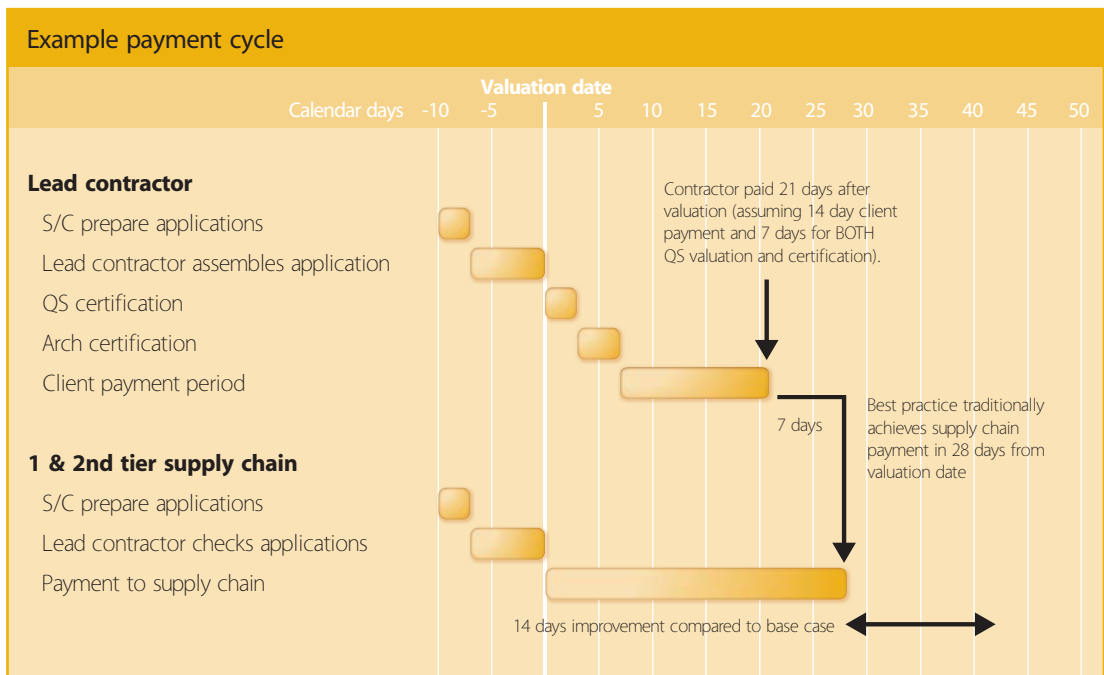 Example payment cycle
Valuation date
Calendar days -10 -5 5 10 15 20 25 30 35 40 45 50
Lead contractor
S/C prepare applications
Lead contractor assembles application
QS certification
Arch certification
Client payment period
Contractor paid 21 days after
valuation (assuming 14 day client
payment and 7 days for BOTH
QS valuation and certification).
7 days
Best practice traditionally
achieves supply chain
payment in 28 days from
valuation date
1 & 2nd tier supply chain
S/C prepare applications
Lead contractor checks applications
Payment to supply chain
14 days improvement compared to base case